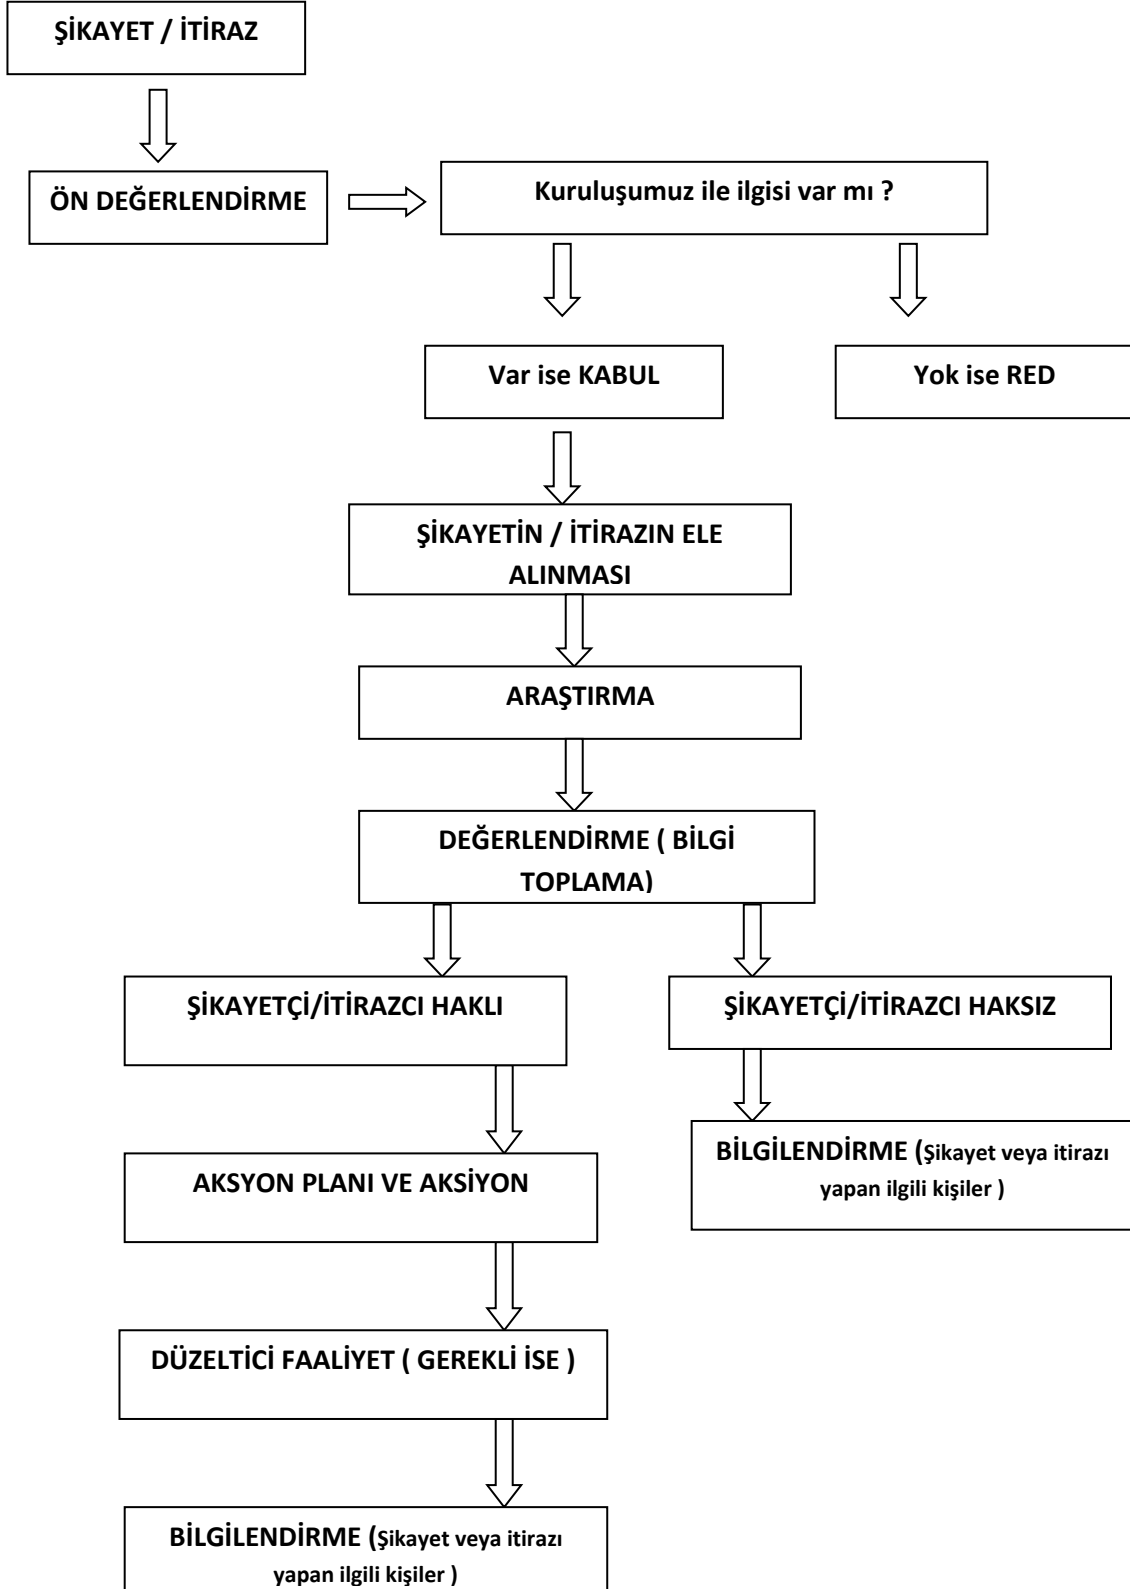 ŞİKAYET / İTİRAZ
ÖN DEĞERLENDİRME
Kuruluşumuz ile ilgisi var mı ?
Var ise KABUL
Yok ise RED
ŞİKAYETİN / İTİRAZIN ELE
ALINMASI
ARAŞTIRMA
DEĞERLENDİRME ( BİLGİ
TOPLAMA)
ŞİKAYETÇİ/İTİRAZCI HAKLI
ŞİKAYETÇİ/İTİRAZCI HAKSIZ
AKSYON PLANI VE AKSİYON
BİLGİLENDİRME (Şikayet veya itirazı
yapan ilgili kişiler )
DÜZELTİCİ FAALİYET ( GEREKLİ İSE )
BİLGİLENDİRME (Şikayet veya itirazı
yapan ilgili kişiler )